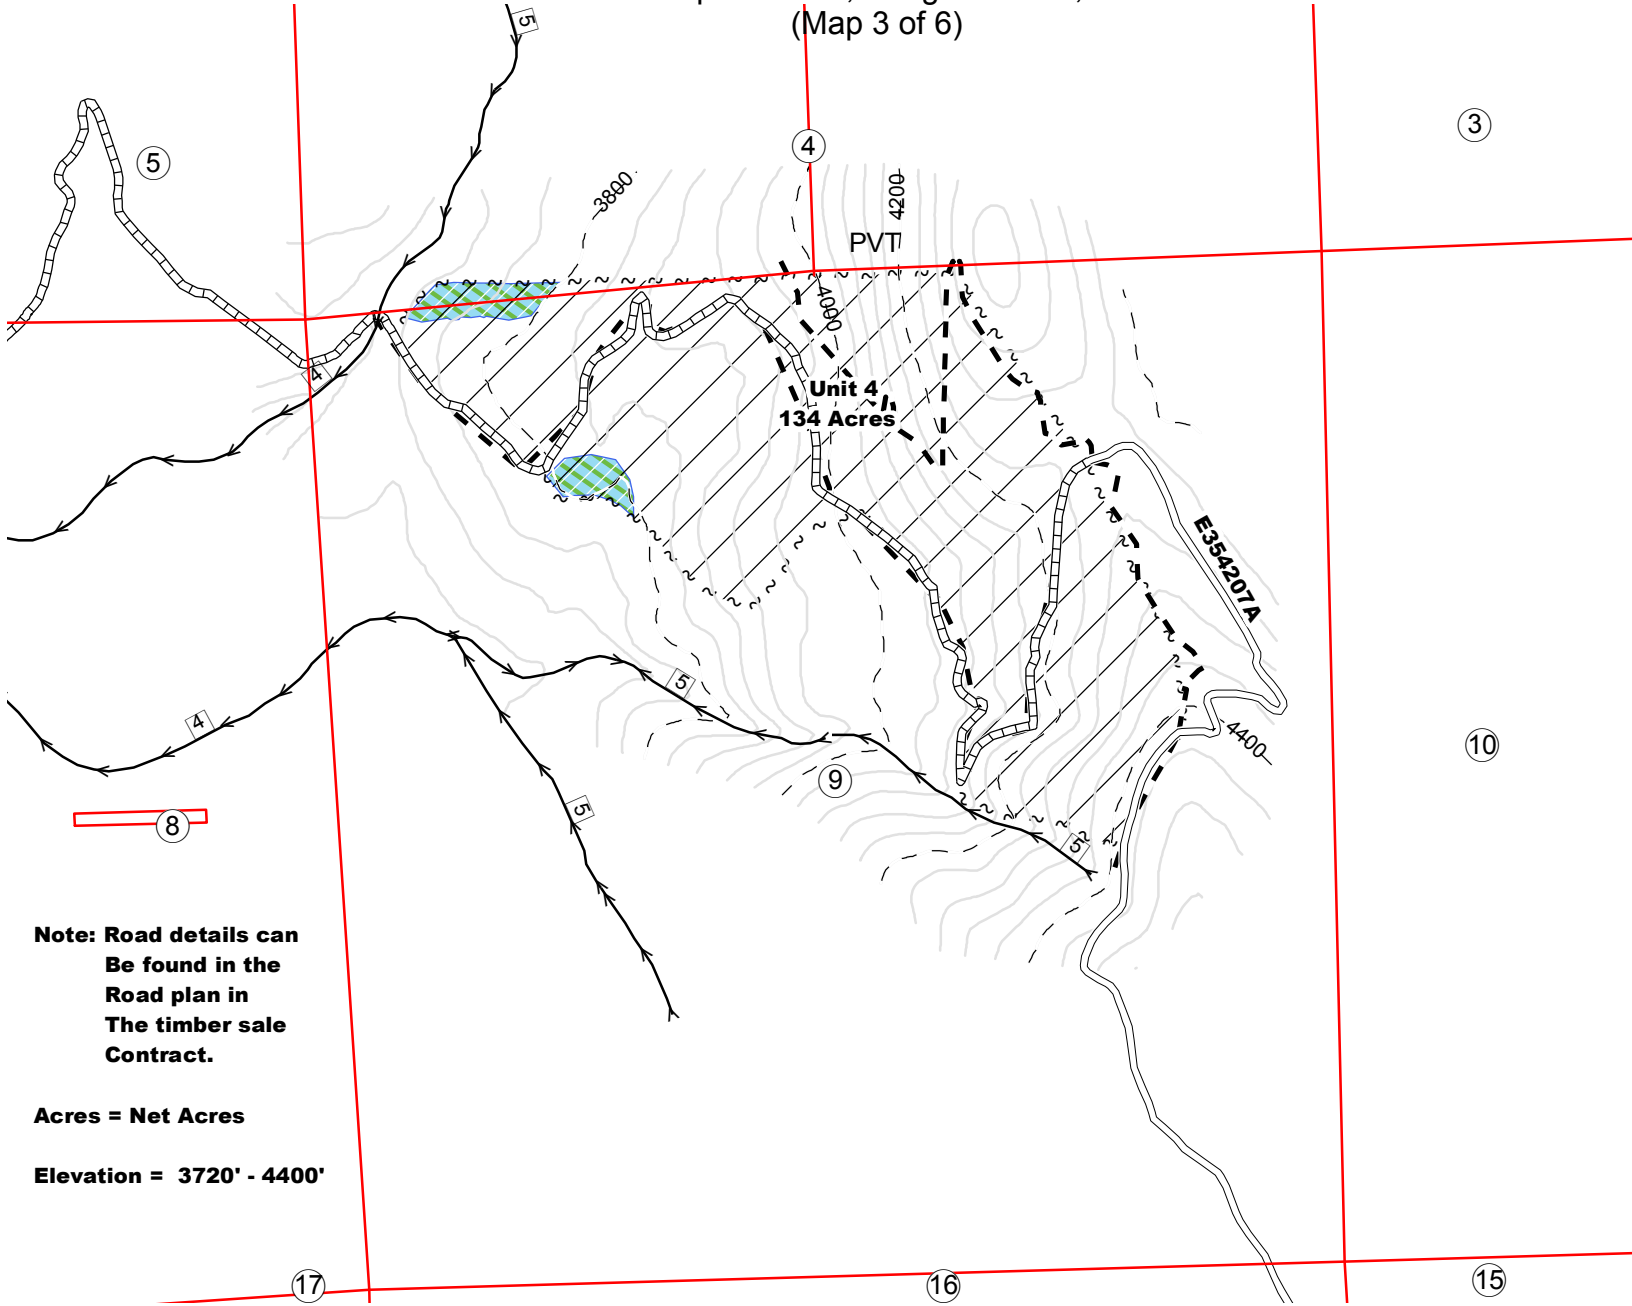 (Map 3 of 6)
5
3
5
4
3800
4200
PVT
4000
4
Unit 4
134 Acres
E354207A
5
4
4400
10
9
5
8
5
Note: Road details can
Be found in the
Road plan in
The timber sale
Contract.
Acres = Net Acres
Elevation = 3720' - 4400'
17
16
15